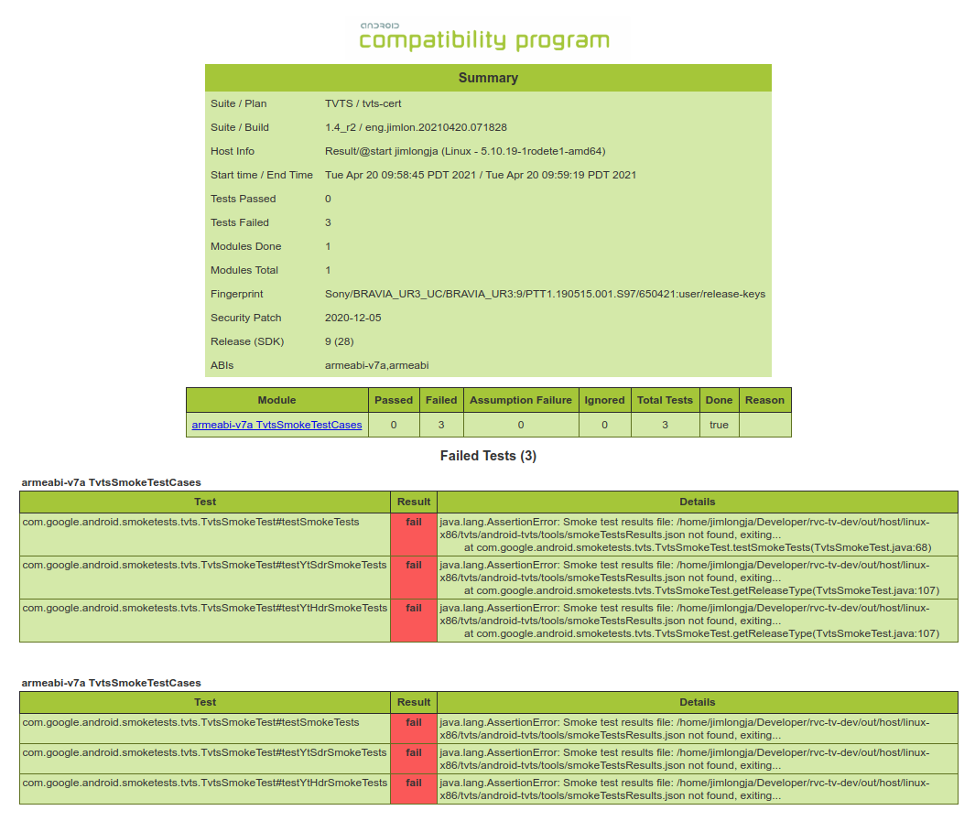 ANDROID
compatibility program
Summary
Suite / Plan TVTS / tvts-cert
Suite / Build 1.4_r2 / eng.jimlon.20210420.071828
Host Info Result/@start jimlongja (Linux - 5.10.19-1rodete1-amd64)
Start time / End Time Tue Apr 20 09:58:45 PDT 2021 / Tue Apr 20 09:59:19 PDT 2021
Tests Passed 0
Tests Failed 3
Modules Done 1
Modules Total 1
Fingerprint Sony/BRAVIA_UR3_UC/BRAVIA_UR3:9/PTT1.190515.001.S97/650421:user/release-keys
Security Patch 2020-12-05
Release (SDK) 9 (28)
ABIs armeabi-v7a,armeabi
Module Passed Failed Assumption Failure Ignored Total Tests Done Reason
armeabi-v7a TvtsSmokeTestCases 0 3 0 0 3 true
Failed Tests (3)
armeabi-v7a TvtsSmokeTestCases
Test Result Details
com.google.android.smoketests.tvts.TvtsSmokeTest#testSmokeTests fail java.lang.AssertionError: Smoke test results file: /home/jimlongja/Developer/rvc-tv-dev/out/host/linux-
x86/tvts/android-tvts/tools/smokeTestsResults.json not found, exiting...
at com.google.android.smoketests.tvts.TvtsSmokeTest.testSmokeTests(TvtsSmokeTest.java:68)
com.google.android.smoketests.tvts.TvtsSmokeTest#testYtSdrSmokeTests fail java.lang.AssertionError: Smoke test results file: /home/jimlongja/Developer/rvc-tv-dev/out/host/linux-
x86/tvts/android-tvts/tools/smokeTestsResults.json not found, exiting...
at com.google.android.smoketests.tvts.TvtsSmokeTest.getReleaseType(TvtsSmokeTest.java:107)
com.google.android.smoketests.tvts.TvtsSmokeTest#testYtHdrSmokeTests fail java.lang.AssertionError: Smoke test results file: /home/jimlongja/Developer/rvc-tv-dev/out/host/linux-
x86/tvts/android-tvts/tools/smokeTestsResults.json not found, exiting...
at com.google.android.smoketests.tvts.TvtsSmokeTest.getReleaseType(TvtsSmokeTest.java:107)
armeabi-v7a TvtsSmokeTestCases
Test Result Details
com.google.android.smoketests.tvts.TvtsSmokeTest#testSmokeTests fail java.lang.AssertionError: Smoke test results file: /home/jimlongja/Developer/rvc-tv-dev/out/host/linux-
x86/tvts/android-tvts/tools/smokeTestsResults.json not found, exiting...
com.google.android.smoketests.tvts.TvtsSmokeTest#testYtSdrSmokeTests fail java.lang.AssertionError: Smoke test results file: /home/jimlongja/Developer/rvc-tv-dev/out/host/linux-
x86/tvts/android-tvts/tools/smokeTestsResults.json not found, exiting...
com.google.android.smoketests.tvts.TvtsSmokeTest#testYtHdrSmokeTests fail java.lang.AssertionError: Smoke test results file: /home/jimlongja/Developer/rvc-tv-dev/out/host/linux-
x86/tvts/android-tvts/tools/smokeTestsResults.json not found, exiting...